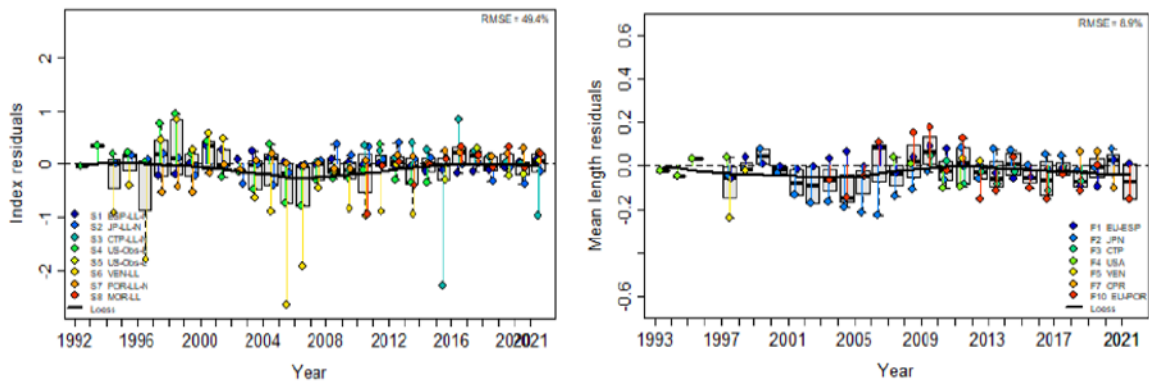 RMSE = 49.4%
Index residuals
2
1
0
-1
-2
S1
S2 JP-LL-N
S3 CTP-LL-N
S4 US-Obs-
S5 US-Obs-
S6 VEN-LL
S7 POR-LL-N
S8 MOR-LL
Loess
1992 1996 2000 2004 2008 2012 2016 2020 2021
Year
RMSE = 8.9%
Mean length residuals
0.6
0.4
0.2
0.0
-0.2
-0.4
-0.6
F1 EU-ESP
F2 JPN
F3 CTP
F4 USA
F5 VEN
F7 CPR
F10 EU-POR
Loess
1993 1997 2001 2005 2009 2013 2017 2021
Year